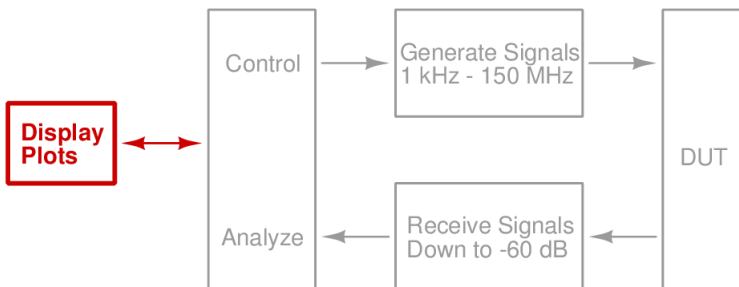 Display
Plots
Control
Analyze
Generate Signals
1 kHz - 150 MHz
Receive Signals
Down to -60 dB
DUT